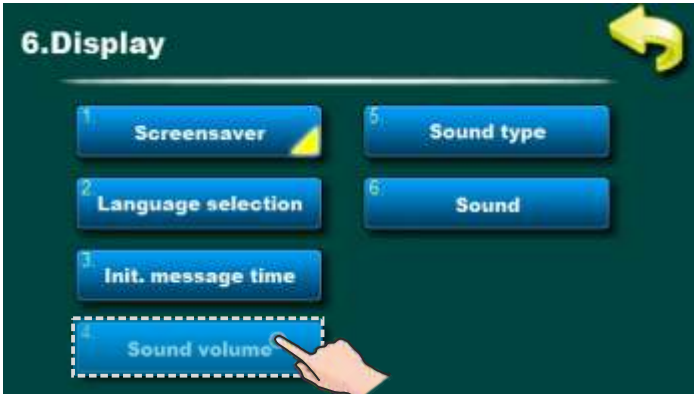 6.Display
1.
Screensaver
2.
Language selection
3.
Init. message time
4.
Sound volume
5.
Sound type
6.
Sound